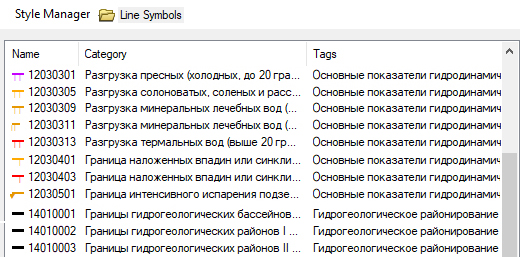 Style Manager Line Symbols
Name Category Tags
12030301 Разгрузка пресных (холодных, до 20 гра... Основные показатели гидродинамич
12030305 Разгрузка солоноватых, соленых и расс... Основные показатели гидродинамич
12030309 Разгрузка минеральных лечебных вод (... Основные показатели гидродинамич
12030311 Разгрузка минеральных лечебных вод (... Основные показатели гидродинамич
12030313 Разгрузка термальных вод (выше 20 гра... Основные показатели гидродинамич
12030401 Граница наложенных впадин или синкли... Основные показатели гидродинамич
12030403 Граница наложенных впадин или синкли... Основные показатели гидродинамич
12030501 Граница интенсивного испарения подзе... Основные показатели гидродинамич
14010001 Границы гидрогеологических бассейнов... Гидрогеологическое районирование
14010002 Границы гидрогеологических районов I ... Гидрогеологическое районирование
14010003 Границы гидрогеологических районов II ... Гидрогеологическое районирование